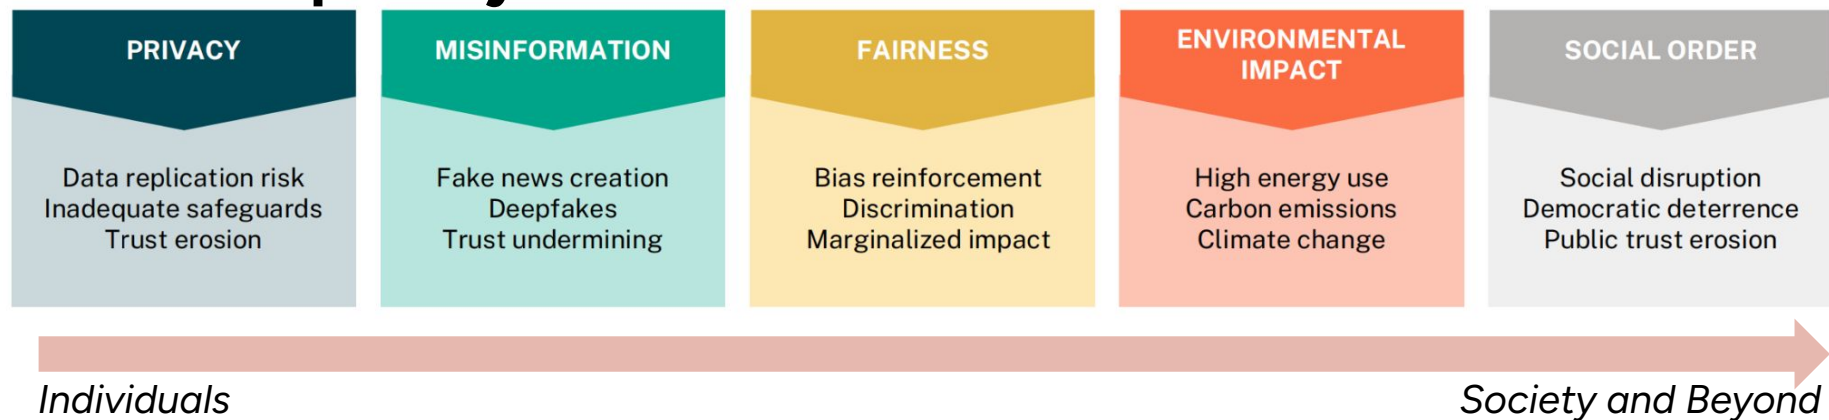 PRIVACY
Data replication risk
Inadequate safeguards
Trust erosion
MISINFORMATION
Fake news creation
Deepfakes
Trust undermining
FAIRNESS
Bias reinforcement
Discrimination
Marginalized impact
ENVIRONMENTAL
IMPACT
High energy use
Carbon emissions
Climate change
SOCIAL ORDER
Social disruption
Democratic deterrence
Public trust erosion
Individuals
Society and Beyond